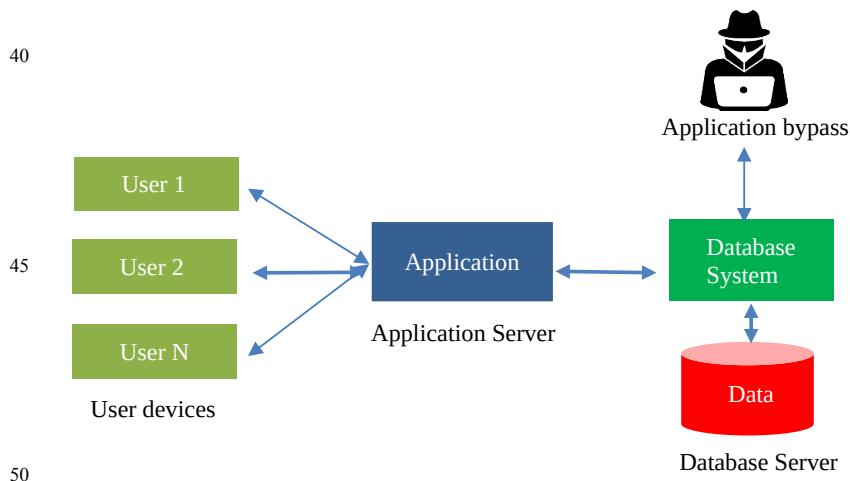 40
Application bypass
User 1
User 2
User N
User devices
45
Application
Application Server
Database
System
Data
Database Server
50